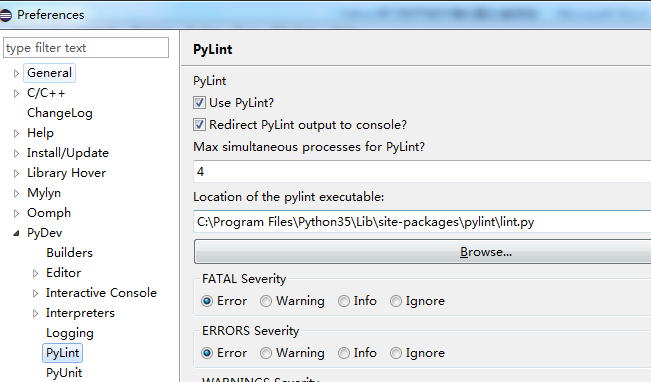 Preferences
type filter text
General
C/C++
ChangeLog
Help
Install/Update
Library Hover
Mylyn
Oomph
PyDev
Builders
Editor
Interactive Console
Interpreters
Logging
PyLint
PyUnit
PyLint
PyLint
Use PyLint?
Redirect PyLint output to console?
Max simultaneous processes for PyLint?
4
Location of the pylint executable:
C:\Program Files\Python35\Lib\site-packages\pylint\lint.py
Browse...
FATAL Severity
Error Warning Info Ignore
ERRORS Severity
Error Warning Info Ignore
WARNINGS Severity